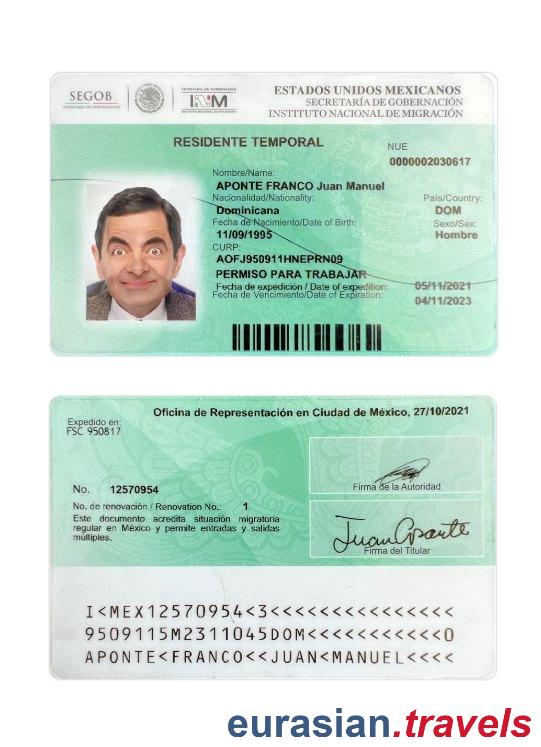 SEGOB
SECRETARÍA DE GOBERNACIÓN
SECRETARÍA DE GOBERNACIÓN
INM
INSTITUTO NACIONAL DE MIGRACIÓN
ESTADOS UNIDOS MEXICANOS
SECRETARÍA DE GOBERNACIÓN
INSTITUTO NACIONAL DE MIGRACIÓN
RESIDENTE TEMPORAL
NUE
0000002030617
Nombre/Name:
APONTE FRANCO Juan Manuel
Nacionalidad/Nationality:
País/Country:
Dominicana
DOM
Fecha de Nacimiento/Date of Birth:
Sexo/Sex:
11/09/1995
Hombre
CURP:
AOFJ950911HNEPRN09
PERMISO PARA TRABAJAR
Fecha de expedición / Date of expedition:
05/11/2021
Fecha de Vencimiento/Date of Expiration:
04/11/2023
Oficina de Representación en Ciudad de México, 27/10/2021
Expedido en:
FSC 950817
No. 12570954
Firma de la Autoridad
No. de renovación / Renovation No.: 1
Este documento acredita situación migratoria
regular en México y permite entradas y salidas
múltiples.
Juan Aponte
Firma del Titular
I<MEX12570954<3<<<<<<<<<<<<<<<
9509115M2311045DOM<<<<<<<<<<<0
APONTE<FRANCO<<JUAN<MANUEL<<<<
eurasian.travels